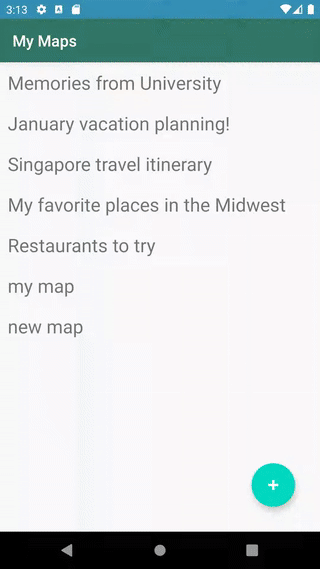 3:13
My Maps
Memories from University
January vacation planning!
Singapore travel itinerary
My favorite places in the Midwest
Restaurants to try
my map
new map
+